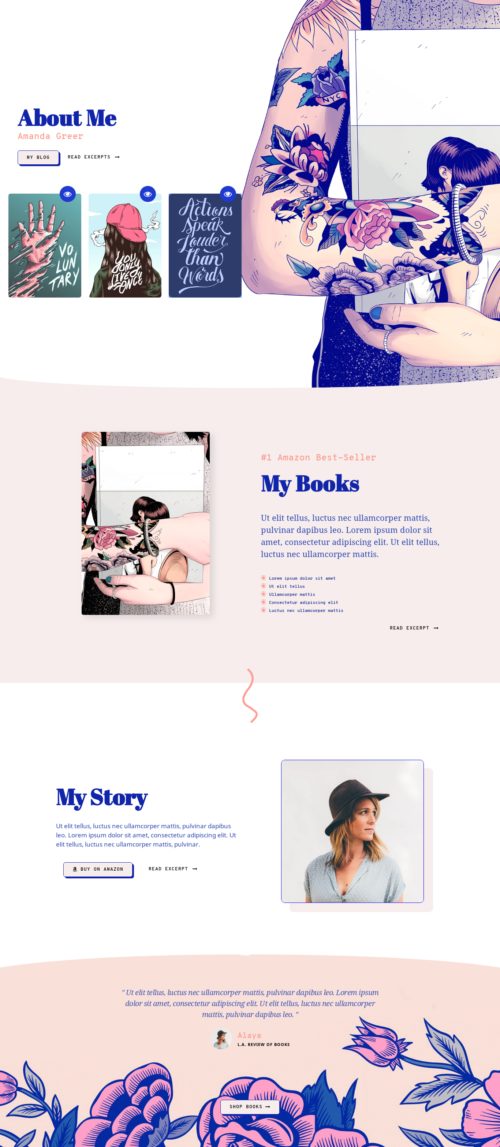 About Me
Amanda Greer
MY BLOG
READ EXCERPTS
VO
LUN
TARY
YOU
ONLY
LIVE
ONCE
Actions
Speak
Louder
than
Words
NYC
#1 Amazon Best-Seller
My Books
Ut elit tellus, luctus nec ullamcorper mattis,
pulvinar dapibus leo. Lorem ipsum dolor sit
amet, consectetur adipiscing elit. Ut elit tellus,
luctus nec ullamcorper mattis.
Lorem ipsum dolor sit amet
Ut elit tellus
Ullamcorper mattis
Consectetur adipiscing elit
Luctus nec ullamcorper mattis
READ EXCERPT
My Story
Ut elit tellus, luctus nec ullamcorper mattis, pulvinar dapibus
leo. Lorem ipsum dolor sit amet, consectetur adipiscing elit. Ut
elit tellus, luctus nec ullamcorper mattis, pulvinar.
BUY ON AMAZON
READ EXCERPT
" Ut elit tellus, luctus nec ullamcorper mattis, pulvinar dapibus leo. Lorem ipsum
dolor sit amet, consectetur adipiscing elit. Ut elit tellus, luctus nec ullamcorper
mattis, pulvinar dapibus leo. "
Alaya
L.A. REVIEW OF BOOKS
SHOP BOOKS